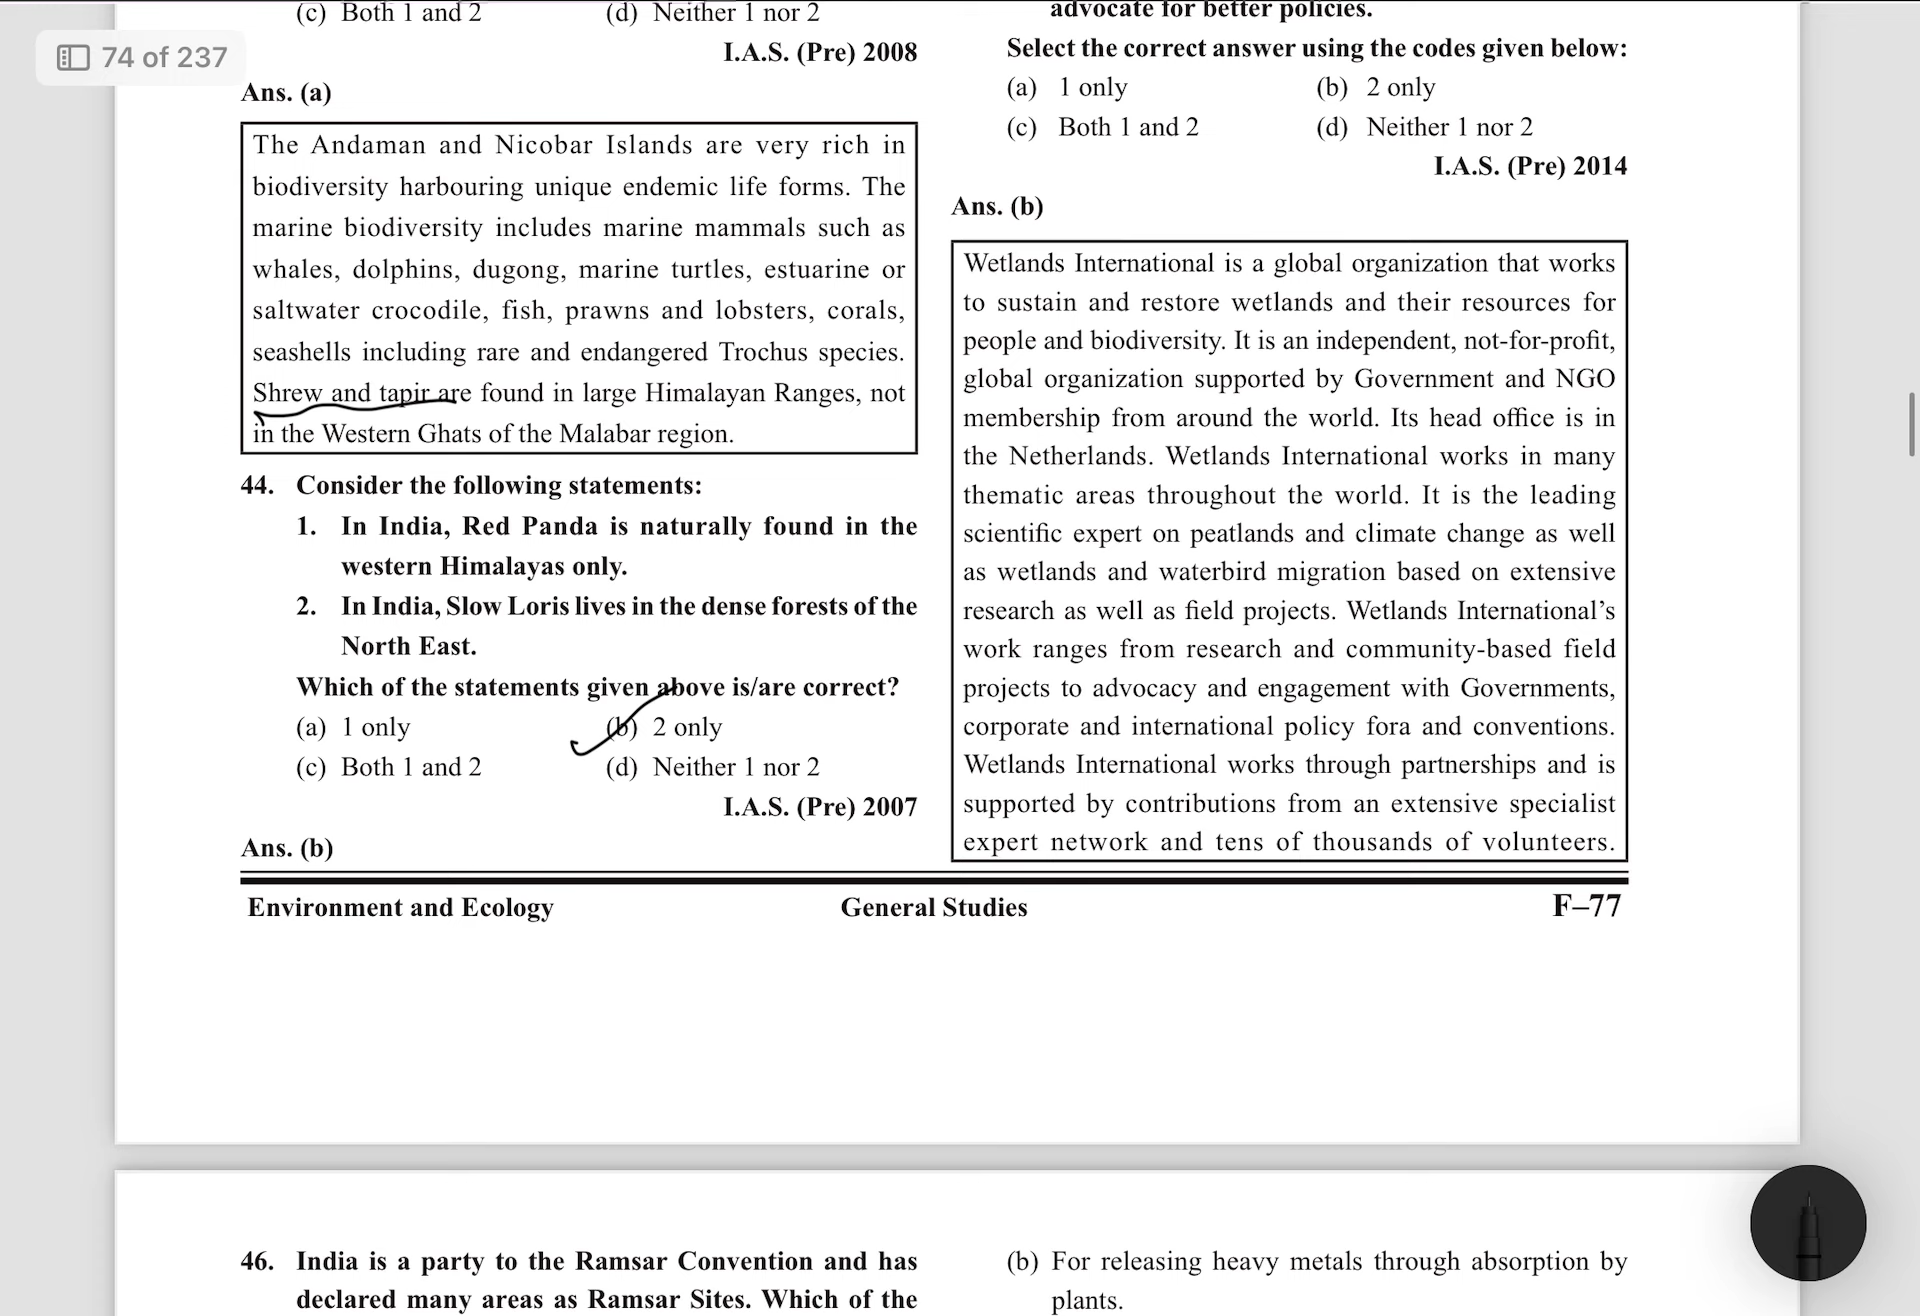 74 of 237
(c) Both 1 and 2 (d) Neither 1 nor 2
I.A.S. (Pre) 2008
Ans. (a)
The Andaman and Nicobar Islands are very rich in
biodiversity harbouring unique endemic life forms. The
marine biodiversity includes marine mammals such as
whales, dolphins, dugong, marine turtles, estuarine or
saltwater crocodile, fish, prawns and lobsters, corals,
seashells including rare and endangered Trochus species.
Shrew and tapir are found in large Himalayan Ranges, not
in the Western Ghats of the Malabar region.
44. Consider the following statements:
1. In India, Red Panda is naturally found in the
western Himalayas only.
2. In India, Slow Loris lives in the dense forests of the
North East.
Which of the statements given above is/are correct?
(a) 1 only (b) 2 only
(c) Both 1 and 2 (d) Neither 1 nor 2
I.A.S. (Pre) 2007
Ans. (b)
advocate for better policies.
Select the correct answer using the codes given below:
(a) 1 only (b) 2 only
(c) Both 1 and 2 (d) Neither 1 nor 2
I.A.S. (Pre) 2014
Ans. (b)
Wetlands International is a global organization that works
to sustain and restore wetlands and their resources for
people and biodiversity. It is an independent, not-for-profit,
global organization supported by Government and NGO
membership from around the world. Its head office is in
the Netherlands. Wetlands International works in many
thematic areas throughout the world. It is the leading
scientific expert on peatlands and climate change as well
as wetlands and waterbird migration based on extensive
research as well as field projects. Wetlands International's
work ranges from research and community-based field
projects to advocacy and engagement with Governments,
corporate and international policy fora and conventions.
Wetlands International works through partnerships and is
supported by contributions from an extensive specialist
expert network and tens of thousands of volunteers.
Environment and Ecology General Studies F–77
46. India is a party to the Ramsar Convention and has
declared many areas as Ramsar Sites. Which of the
(b) For releasing heavy metals through absorption by
plants.